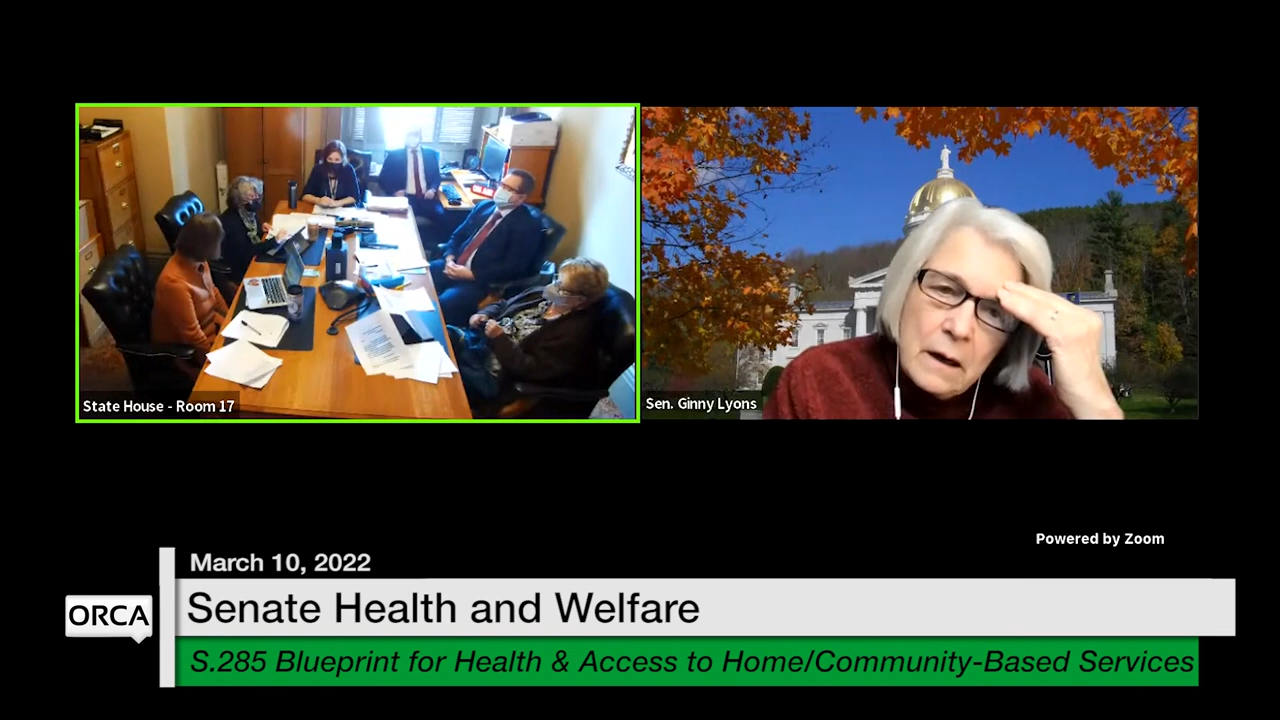 State House - Room 17
Sen. Ginny Lyons
Powered by Zoom
March 10, 2022
ORCA
Senate Health and Welfare
S.285 Blueprint for Health & Access to Home/Community-Based Services